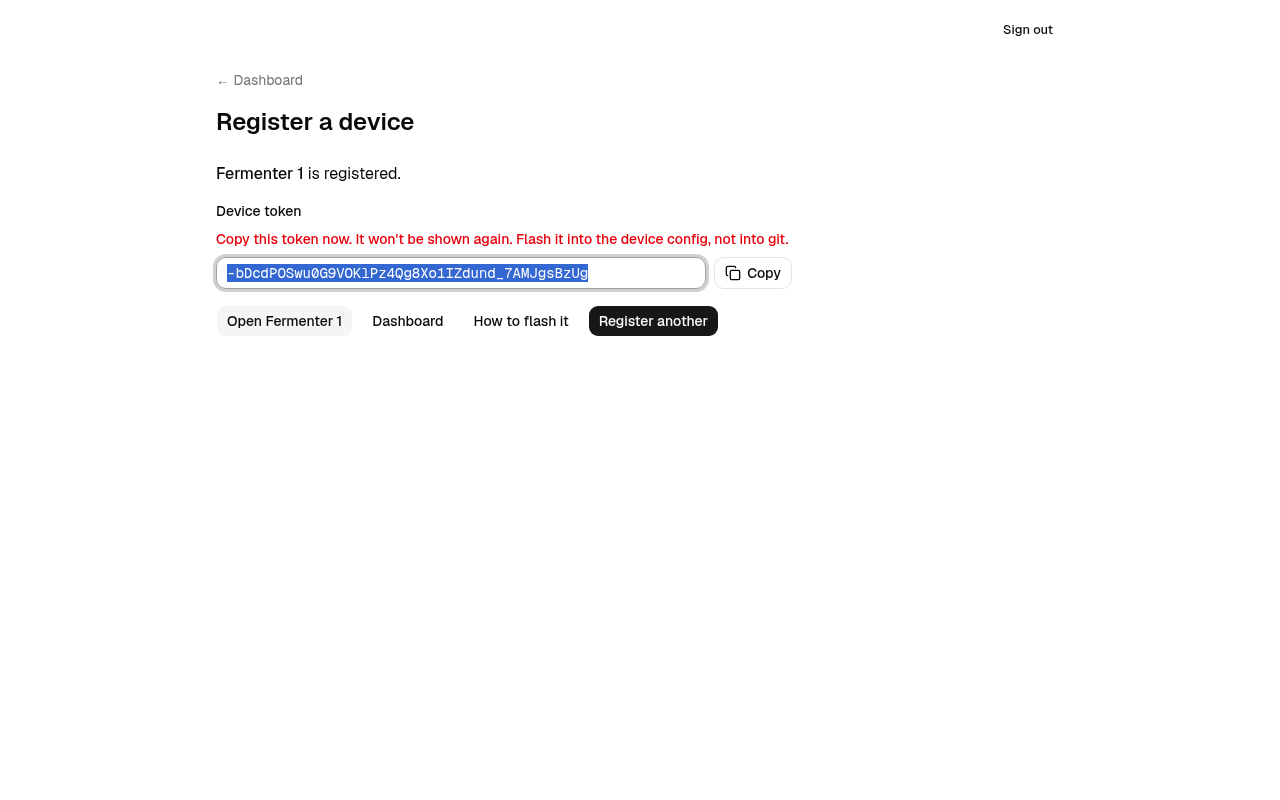 Sign out
← Dashboard
Register a device
Fermenter 1 is registered.
Device token
Copy this token now. It won't be shown again. Flash it into the device config, not into git.
-bDcdPOSwu0G9VOKlPz4Qg8Xo1IZdund_7AMJgsBzUg
Copy
Open Fermenter 1 Dashboard How to flash it Register another